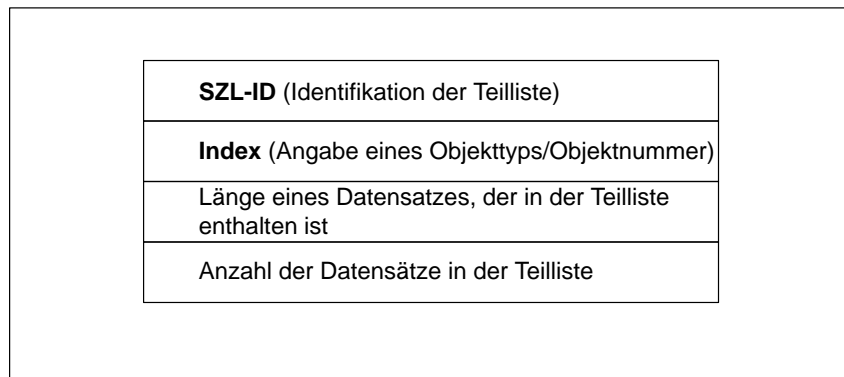 SZL-ID (Identifikation der Teilliste)
Index (Angabe eines Objekttyps/Objektnummer)
Länge eines Datensatzes, der in der Teilliste
enthalten ist
Anzahl der Datensätze in der Teilliste